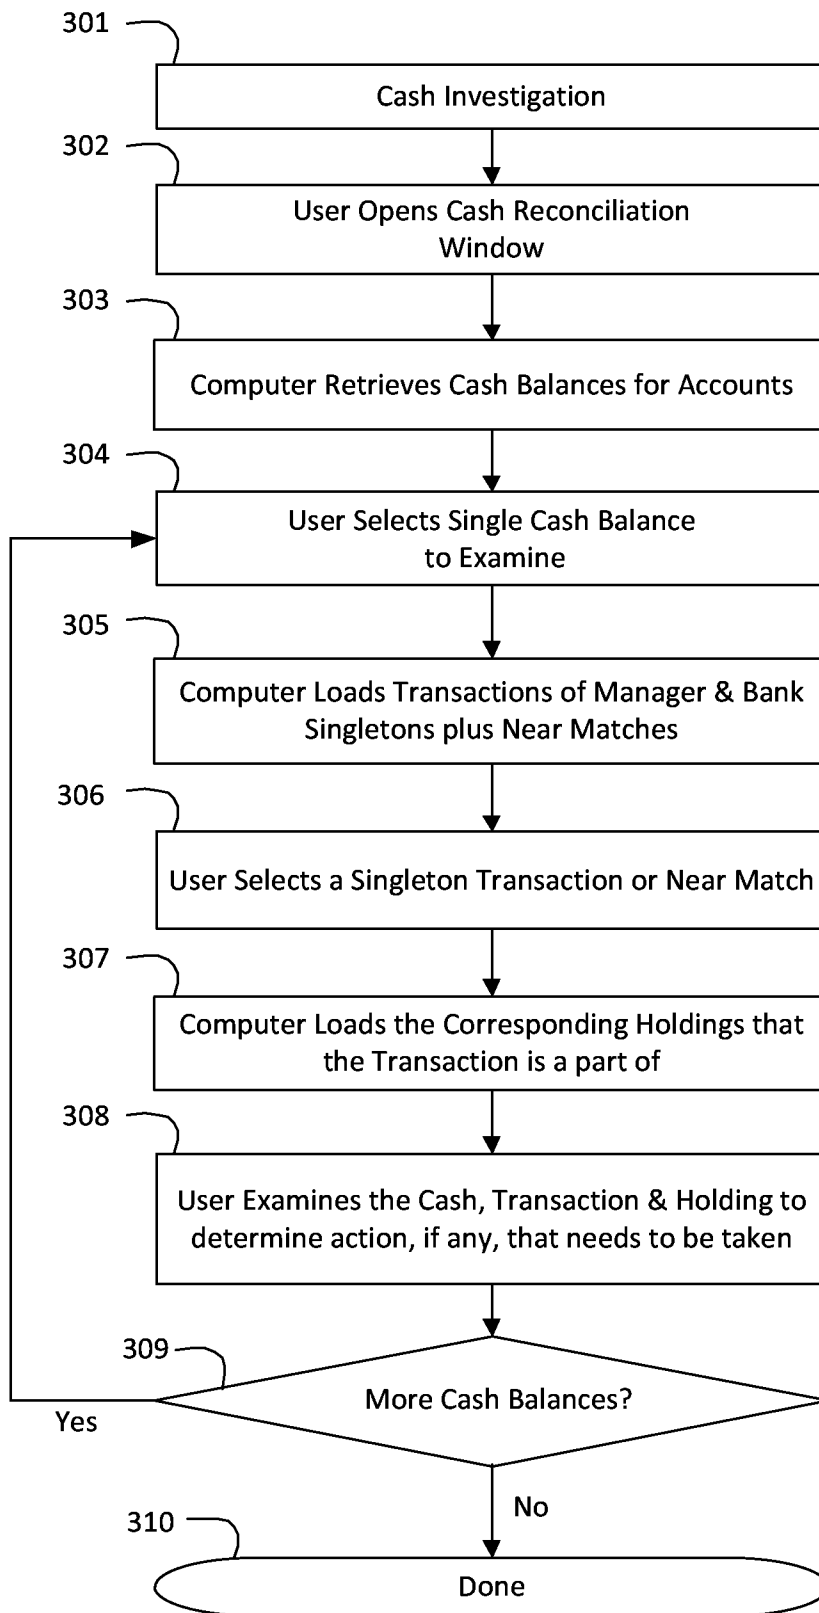 301
Cash Investigation
302
User Opens Cash Reconciliation
Window
303
Computer Retrieves Cash Balances for Accounts
304
User Selects Single Cash Balance
to Examine
305
Computer Loads Transactions of Manager & Bank
Singletons plus Near Matches
306
User Selects a Singleton Transaction or Near Match
307
Computer Loads the Corresponding Holdings that
the Transaction is a part of
308
User Examines the Cash, Transaction & Holding to
determine action, if any, that needs to be taken
309
More Cash Balances?
Yes
No
310
Done